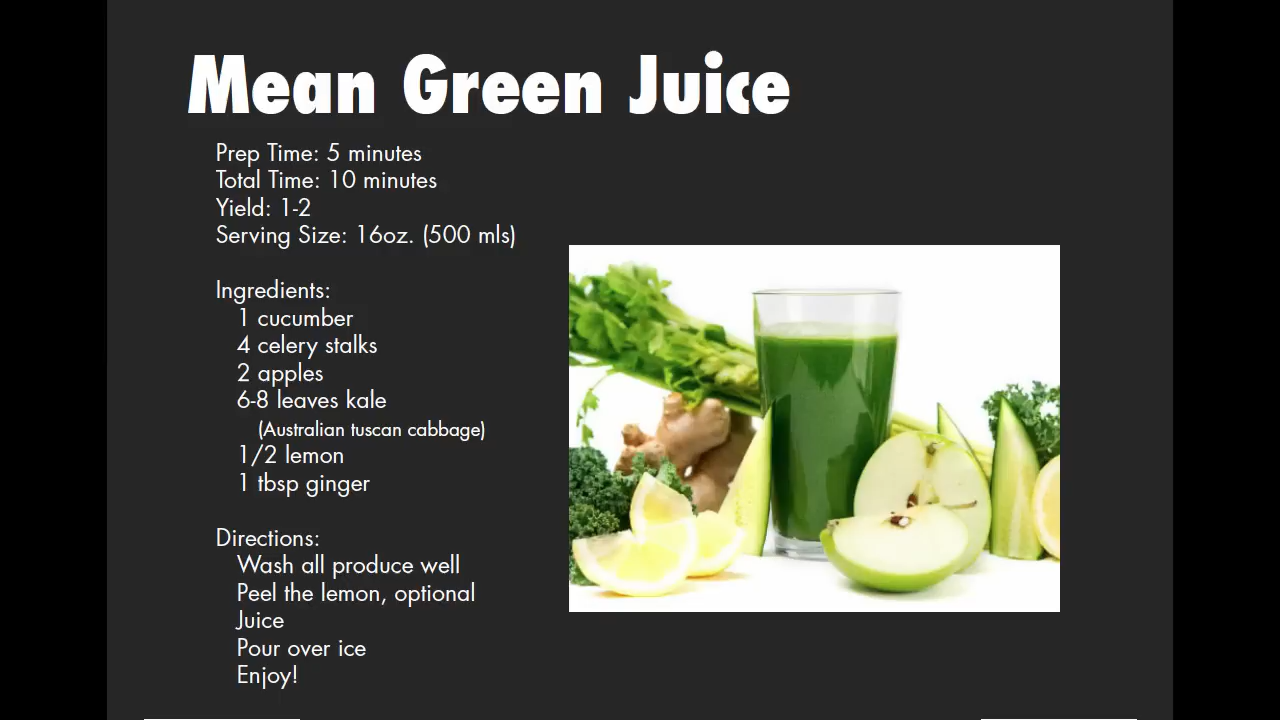 Mean Green Juice
Prep Time: 5 minutes
Total Time: 10 minutes
Yield: 1-2
Serving Size: 16oz. (500 mls)
Ingredients:
1 cucumber
4 celery stalks
2 apples
6-8 leaves kale
(Australian tuscan cabbage)
1/2 lemon
1 tbsp ginger
Directions:
Wash all produce well
Peel the lemon, optional
Juice
Pour over ice
Enjoy!